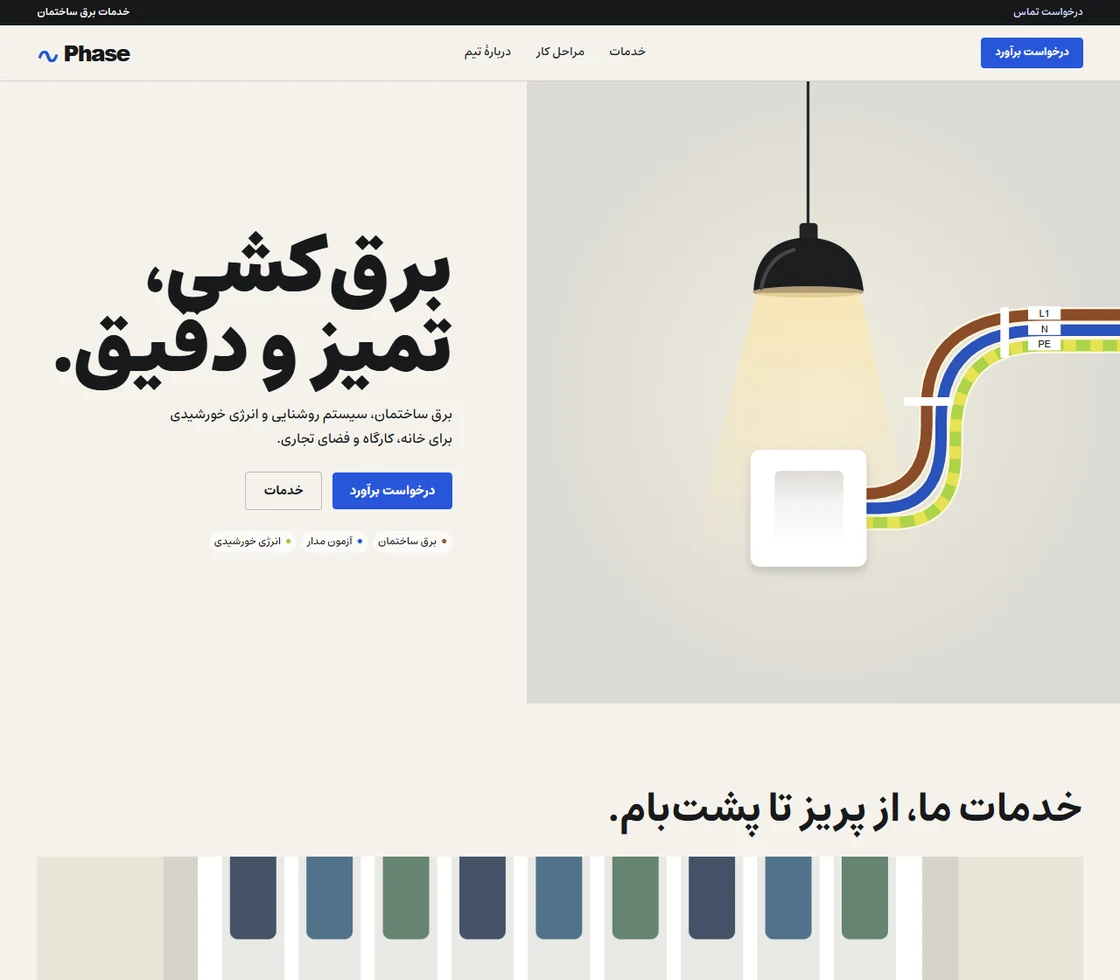 خدمات برق ساختمان
درخواست تماس
Phase
خدمات
مراحل کار
دربارهٔ تیم
درخواست برآورد
برق‌کشی،
تمیز و دقیق.
برق ساختمان، سیستم روشنایی و انرژی خورشیدی
برای خانه، کارگاه و فضای تجاری.
درخواست برآورد
خدمات
برق ساختمان
آزمون مدار
انرژی خورشیدی
L1
N
PE
خدمات ما، از پریز تا پشت‌بام.